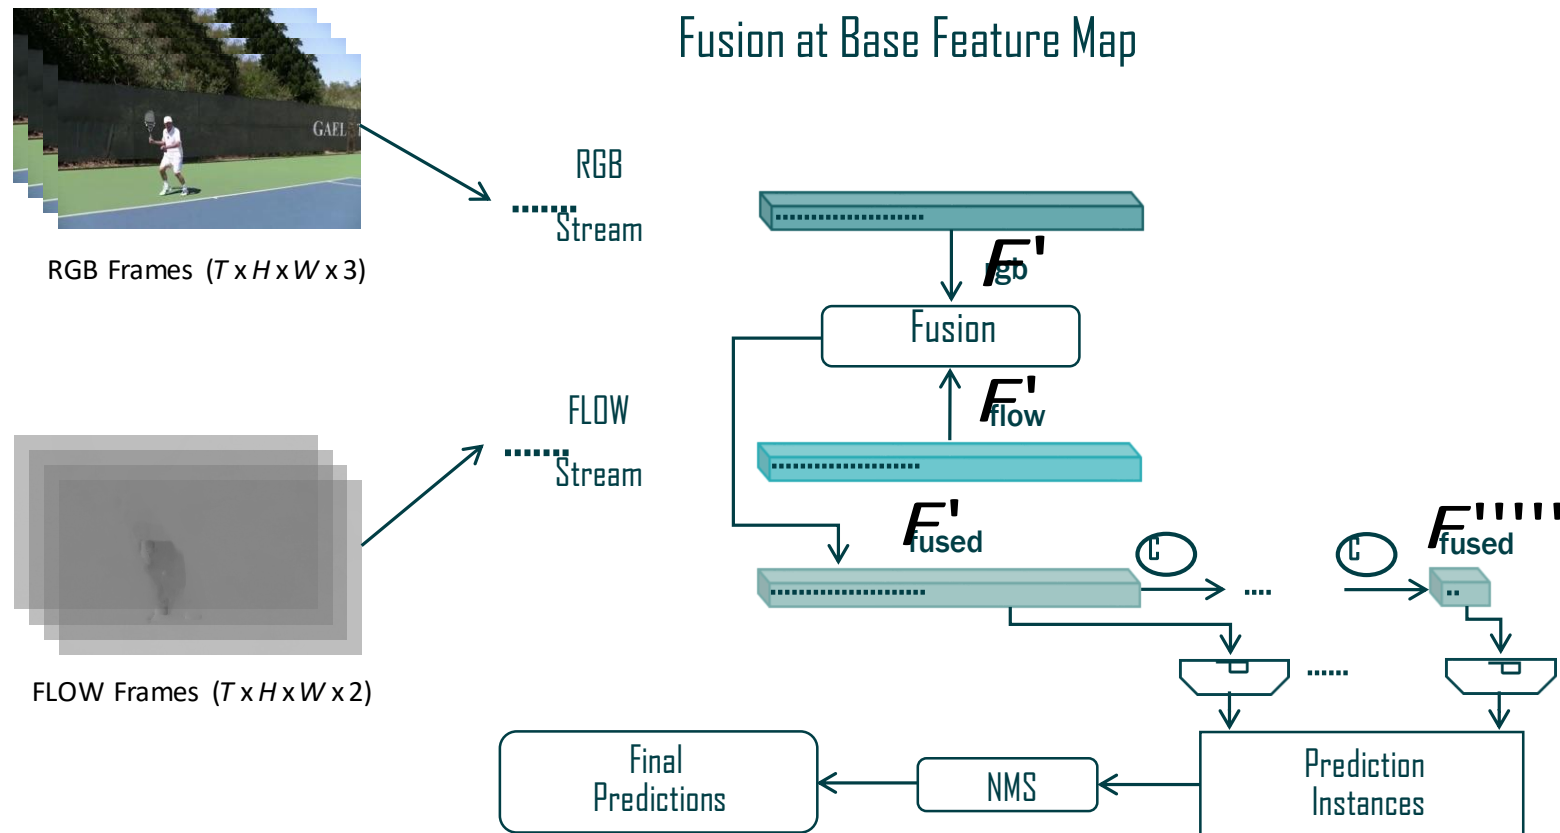 Fusion at Base Feature Map
GAEL
RGB Frames (T x H x W x 3)
RGB
Stream
F'
rgb
Fusion
F'
flow
FLOW
Stream
FLOW Frames (T x H x W x 2)
F'
fused
C
C
F'''''
fused
Prediction
Instances
NMS
Final
Predictions